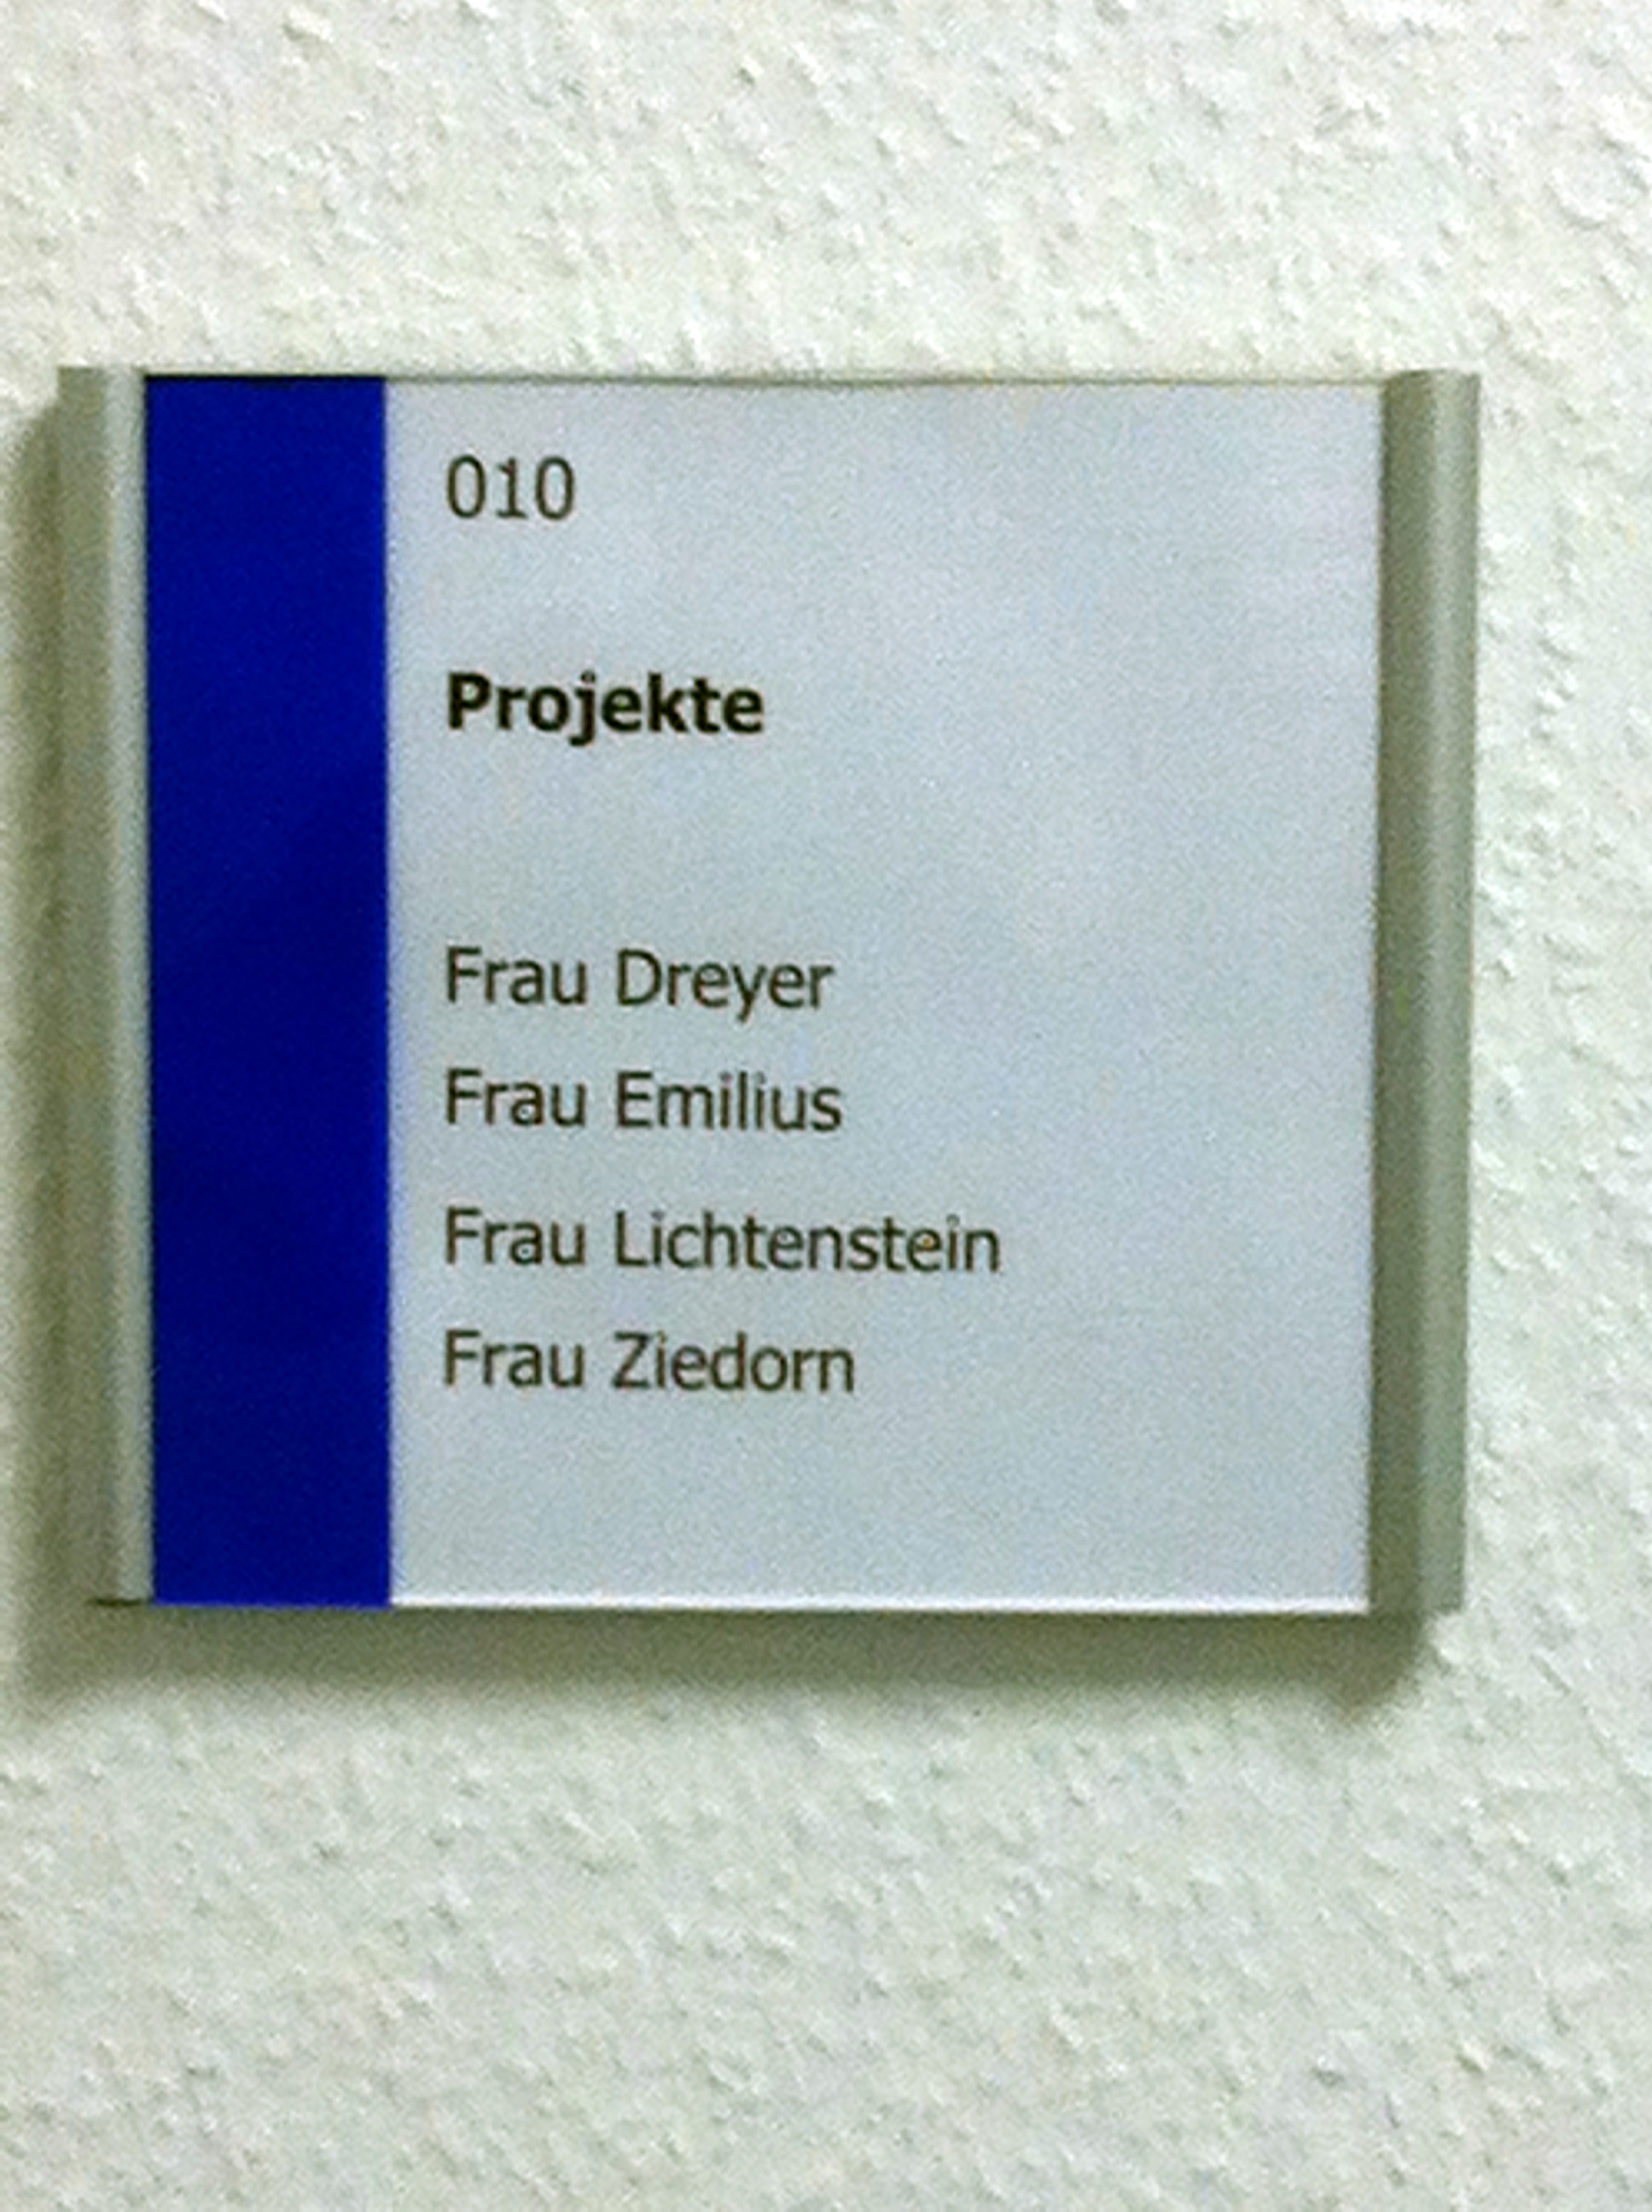 010
Projekte
Frau Dreyer
Frau Emilius
Frau Lichtenstein
Frau Ziedorn